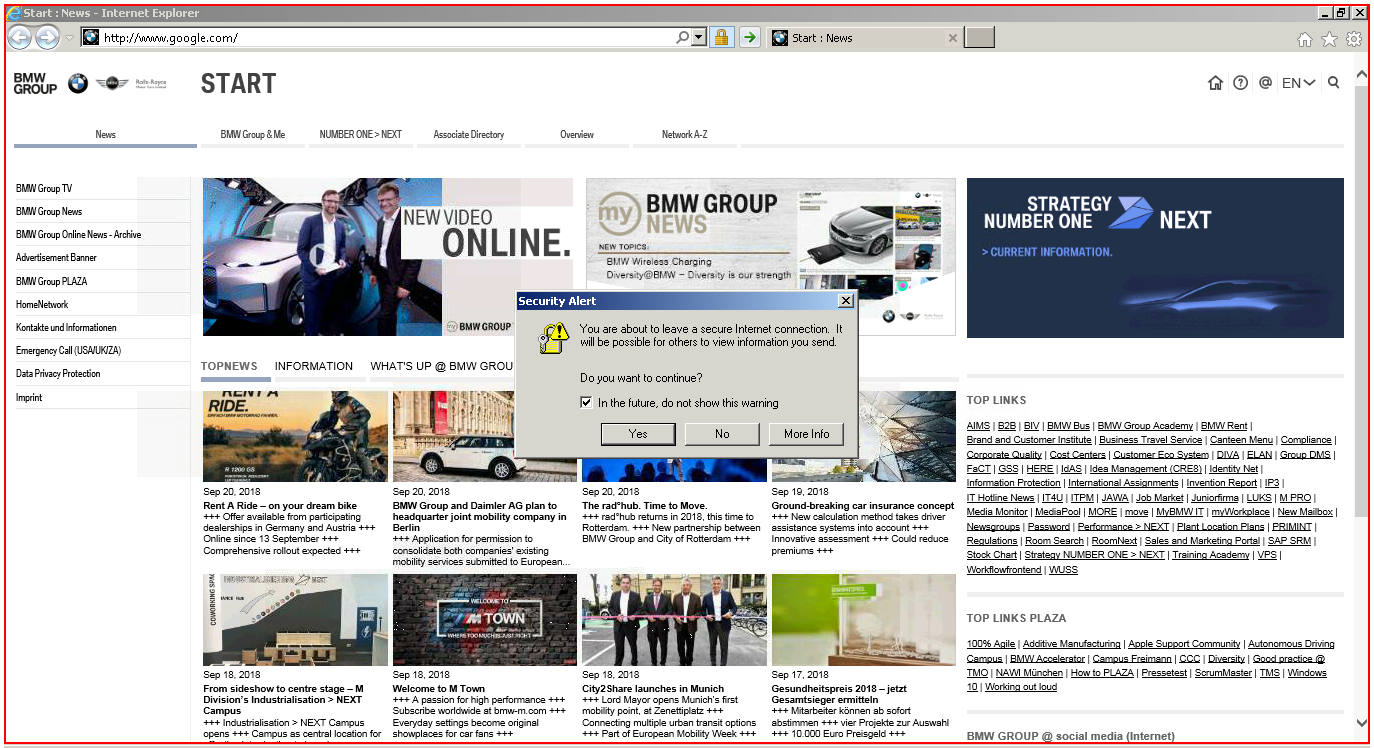 Start : News - Internet Explorer
http://www.google.com/
Start : News
BMW
GROUP
Rolls-Royce
Motor Cars Limited
START
EN
News
BMW Group & Me
NUMBER ONE > NEXT
Associate Directory
Overview
Network A-Z
BMW Group TV
BMW Group News
BMW Group Online News - Archive
Advertisement Banner
BMW Group PLAZA
HomeNetwork
Kontakte und Informationen
Emergency Call (USA/UK/ZA)
Data Privacy Protection
Imprint
NEW VIDEO
ONLINE.
my BMW GROUP
my BMW GROUP
NEWS
NEW TOPICS:
BMW Wireless Charging
Diversity@BMW – Diversity is our strength
STRATEGY
NUMBER ONE NEXT
> CURRENT INFORMATION.
Security Alert
You are about to leave a secure Internet connection. It
will be possible for others to view information you send.
Do you want to continue?
In the future, do not show this warning
Yes
No
More Info
TOPNEWS
INFORMATION
WHAT'S UP @ BMW GROU
RENT A
RIDE.
EINFACH BMW MOTORRAD FAHREN.
R 1200 GS
Sep 20, 2018
Rent A Ride – on your dream bike
+++ Offer available from participating
dealerships in Germany and Austria +++
Online since 13 September +++
Comprehensive rollout expected +++
Sep 20, 2018
BMW Group and Daimler AG plan to
headquarter joint mobility company in
Berlin
+++ Application for permission to
consolidate both companies' existing
mobility services submitted to European...
Sep 20, 2018
The rad°hub. Time to Move.
+++ rad°hub returns in 2018, this time to
Rotterdam. +++ New partnership between
BMW Group and City of Rotterdam +++
Sep 19, 2018
Ground-breaking car insurance concept
+++ New calculation method takes driver
assistance systems into account +++
Innovative assessment +++ Could reduce
premiums +++
COWORKING SPACE
Sep 18, 2018
From sideshow to centre stage – M
Division's Industrialisation > NEXT
Campus
+++ Industrialisation > NEXT Campus
opens +++ Campus as central location for
WELCOME TO
M TOWN
WHERE TOO MUCH IS JUST RIGHT
Sep 18, 2018
Welcome to M Town
+++ A passion for high performance +++
Subscribe worldwide at bmw-m.com +++
Everyday settings become original
showplaces for car fans +++
Sep 18, 2018
City2Share launches in Munich
+++ Lord Mayor opens Munich's first
mobility point, at Zenettiplatz +++
Connecting multiple urban transit options
+++ Part of European Mobility Week +++
Sep 17, 2018
Gesundheitspreis 2018 – jetzt
Gesamtsieger ermitteln
+++ Mitarbeiter können ab sofort
abstimmen +++ vier Projekte zur Auswahl
+++ 10.000 Euro Preisgeld +++
TOP LINKS
AIMS | B2B | BIV | BMW Bus | BMW Group Academy | BMW Rent |
Brand and Customer Institute | Business Travel Service | Canteen Menu | Compliance |
Corporate Quality | Cost Centers | Customer Eco System | DIVA | ELAN | Group DMS |
FaCT | GSS | HERE | IdAS | Idea Management (CRE8) | Identity Net |
Information Protection | International Assignments | Invention Report | IP3 |
IT Hotline News | IT4U | ITPM | JAWA | Job Market | Juniorfirma | LUKS | M PRO |
Media Monitor | MediaPool | MORE | move | MyBMW IT | myWorkplace | New Mailbox |
Newsgroups | Password | Performance > NEXT | Plant Location Plans | PRIMINT |
Regulations | Room Search | RoomNext | Sales and Marketing Portal | SAP SRM |
Stock Chart | Strategy NUMBER ONE > NEXT | Training Academy | VPS |
Workflowfrontend | WUSS
TOP LINKS PLAZA
100% Agile | Additive Manufacturing | Apple Support Community | Autonomous Driving
Campus | BMW Accelerator | Campus Freimann | CCC | Diversity | Good practice @
TMO | NAWI München | How to PLAZA | Pressetest | ScrumMaster | TMS | Windows
10 | Working out loud
BMW GROUP @ social media (Internet)